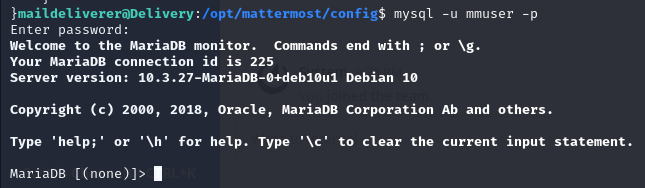 }maildeliverer@Delivery:/opt/mattermost/config$ mysql -u mmuser -p
Enter password:
Welcome to the MariaDB monitor.  Commands end with ; or \g.
Your MariaDB connection id is 225
Server version: 10.3.27-MariaDB-0+deb10u1 Debian 10
Copyright (c) 2000, 2018, Oracle, MariaDB Corporation Ab and others.
Type 'help;' or '\h' for help. Type '\c' to clear the current input statement.
MariaDB [(none)]>